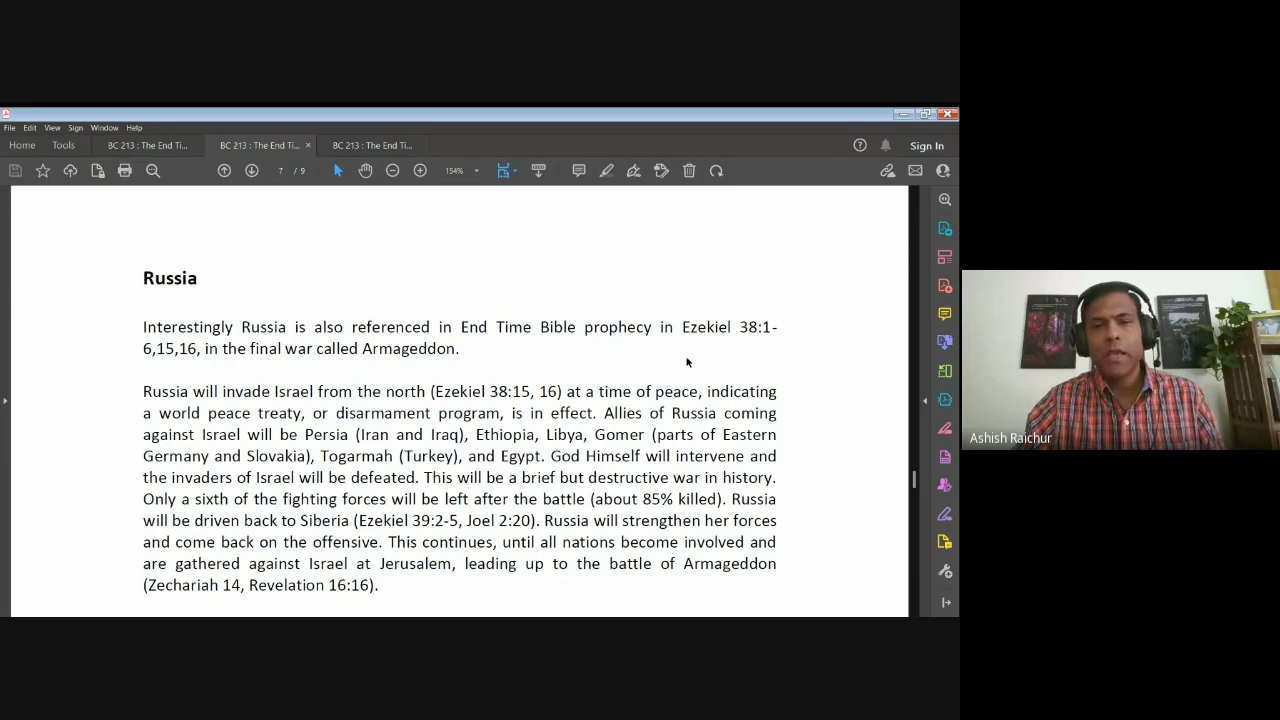 File Edit View Sign Window Help
Home Tools BC 213 : The End Ti... BC 213 : The End Ti... × BC 213 : The End Ti... Sign In
7 / 9 154%
Russia
Interestingly Russia is also referenced in End Time Bible prophecy in Ezekiel 38:1-
6,15,16, in the final war called Armageddon.
Russia will invade Israel from the north (Ezekiel 38:15, 16) at a time of peace, indicating
a world peace treaty, or disarmament program, is in effect. Allies of Russia coming
against Israel will be Persia (Iran and Iraq), Ethiopia, Libya, Gomer (parts of Eastern
Germany and Slovakia), Togarmah (Turkey), and Egypt. God Himself will intervene and
the invaders of Israel will be defeated. This will be a brief but destructive war in history.
Only a sixth of the fighting forces will be left after the battle (about 85% killed). Russia
will be driven back to Siberia (Ezekiel 39:2-5, Joel 2:20). Russia will strengthen her forces
and come back on the offensive. This continues, until all nations become involved and
are gathered against Israel at Jerusalem, leading up to the battle of Armageddon
(Zechariah 14, Revelation 16:16).
Ashish Raichur